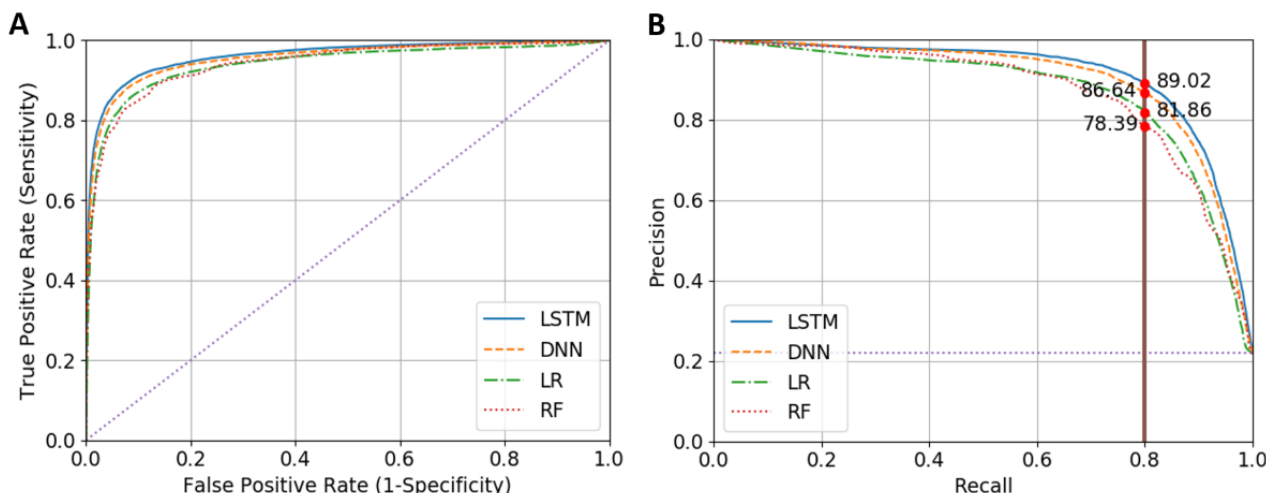 A
True Positive Rate (Sensitivity)
1.0
0.8
0.6
0.4
0.2
0.0
LSTM
DNN
LR
RF
0.0 0.2 0.4 0.6 0.8 1.0
False Positive Rate (1-Specificity)
B
Precision
1.0
0.8
0.6
0.4
0.2
0.0
89.02
86.64
81.86
78.39
LSTM
DNN
LR
RF
0.0 0.2 0.4 0.6 0.8 1.0
Recall